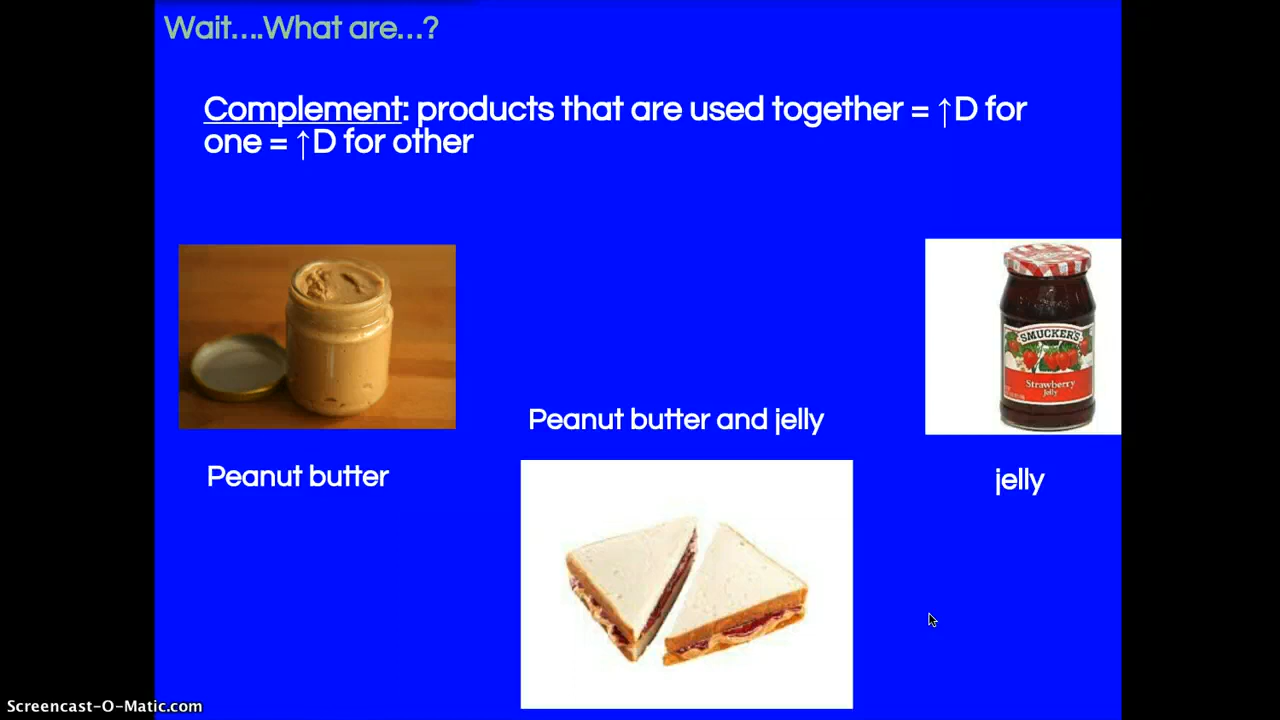 Wait....What are...?
Complement: products that are used together = ↑D for
one = ↑D for other
SMUCKER'S
Strawberry
Jelly
Peanut butter and jelly
Peanut butter
jelly
Screencast-O-Matic.com